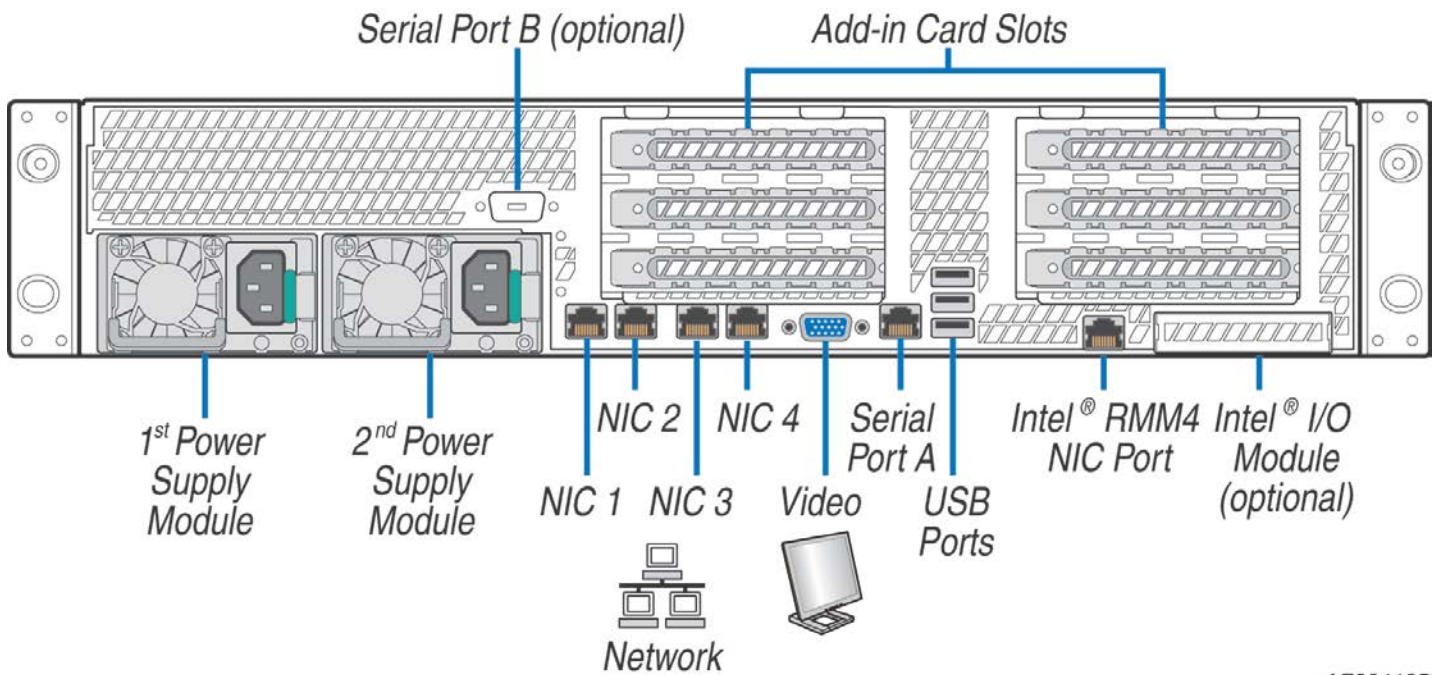 Serial Port B (optional)
Add-in Card Slots
1st Power
Supply
Module
2nd Power
Supply
Module
NIC 1
NIC 2
NIC 3
NIC 4
Video
Serial
Port A
USB
Ports
Intel ® RMM4
NIC Port
Intel ® I/O
Module
(optional)
Network